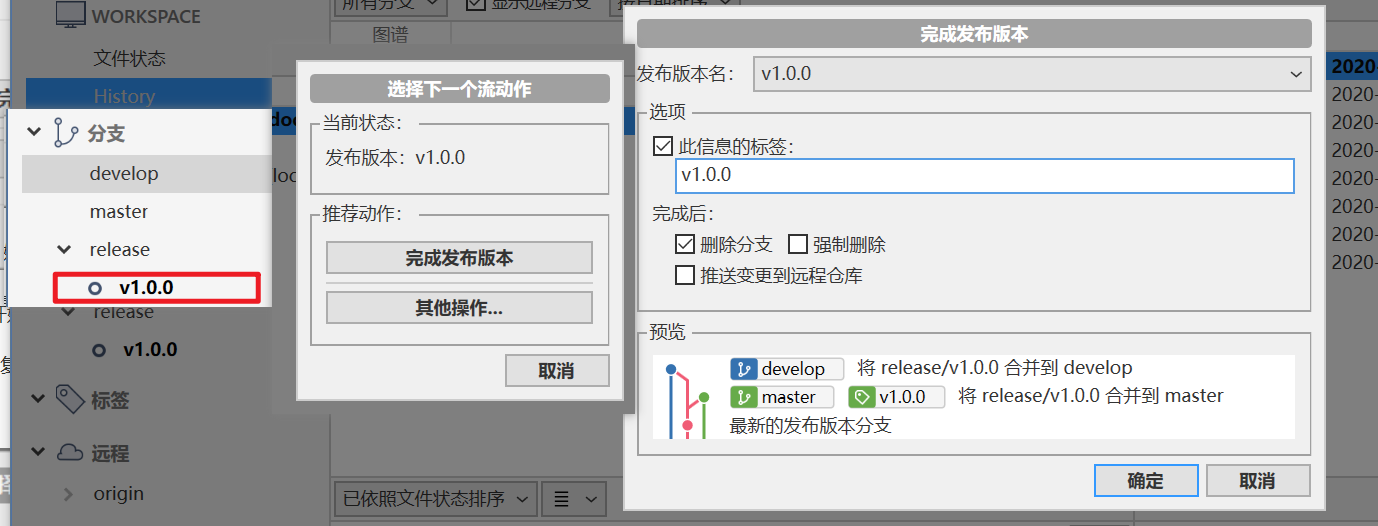 WORKSPACE
文件状态
History
分支
develop
master
release
v1.0.0
release
v1.0.0
标签
远程
origin
所有分支
显示远程分支
按日期排序
图谱
选择下一个流动作
当前状态：
发布版本：v1.0.0
推荐动作：
完成发布版本
其他操作...
取消
已依照文件状态排序
完成发布版本
发布版本名：
v1.0.0
选项
此信息的标签：
v1.0.0
完成后：
删除分支 强制删除
推送变更到远程仓库
预览
develop 将 release/v1.0.0 合并到 develop
master v1.0.0 将 release/v1.0.0 合并到 master
最新的发布版本分支
确定 取消
2020-
2020-
2020-
2020-
2020-
2020-
2020-
2020-